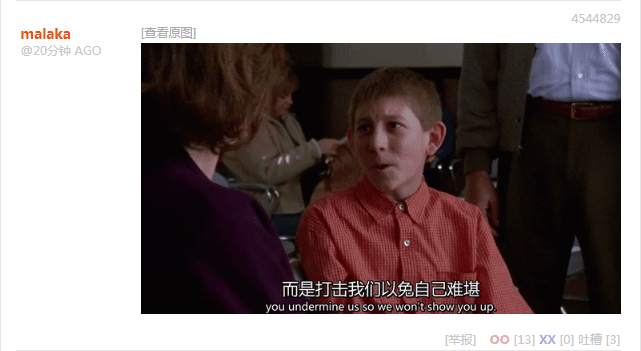 4544829
malaka
@20分钟 AGO
[查看原图]
而是打击我们以免自己难堪
you undermine us so we won't show you up.
[举报] OO [13] XX [0] 吐槽 [3]